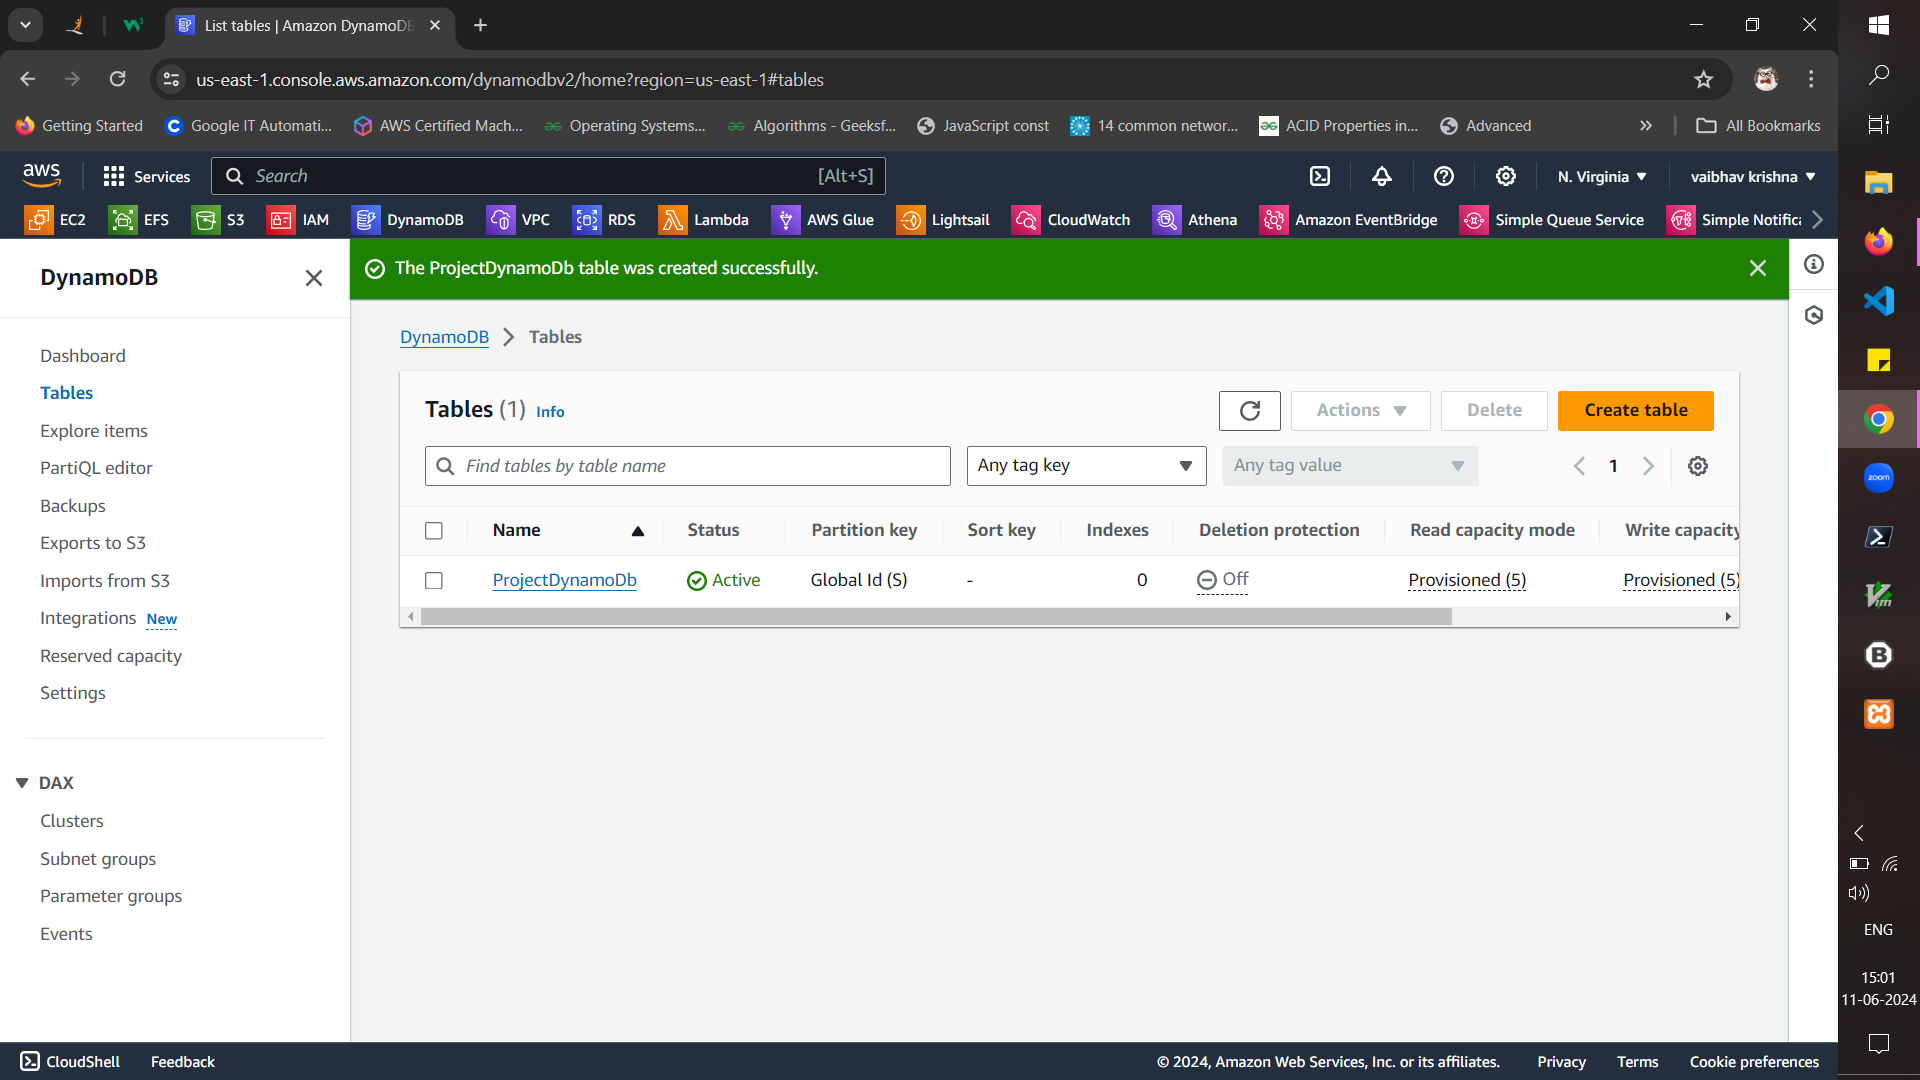 List tables | Amazon DynamoDB
us-east-1.console.aws.amazon.com/dynamodbv2/home?region=us-east-1#tables
Getting Started Google IT Automati... AWS Certified Mach... Operating Systems... Algorithms - Geeksf... JavaScript const 14 common networ... ACID Properties in... Advanced » All Bookmarks
aws Services Search [Alt+S] N. Virginia vaibhav krishna
EC2 EFS S3 IAM DynamoDB VPC RDS Lambda AWS Glue Lightsail CloudWatch Athena Amazon EventBridge Simple Queue Service Simple Notifica
DynamoDB
Dashboard
Tables
Explore items
PartiQL editor
Backups
Exports to S3
Imports from S3
Integrations New
Reserved capacity
Settings
DAX
Clusters
Subnet groups
Parameter groups
Events
The ProjectDynamoDb table was created successfully.
DynamoDB > Tables
Tables (1) Info Actions Delete Create table
Find tables by table name Any tag key Any tag value 1
Name Status Partition key Sort key Indexes Deletion protection Read capacity mode Write capacity
ProjectDynamoDb Active Global Id (S) - 0 Off Provisioned (5) Provisioned (5)
CloudShell Feedback © 2024, Amazon Web Services, Inc. or its affiliates. Privacy Terms Cookie preferences
zoom
Vim
B
ENG
15:01
11-06-2024